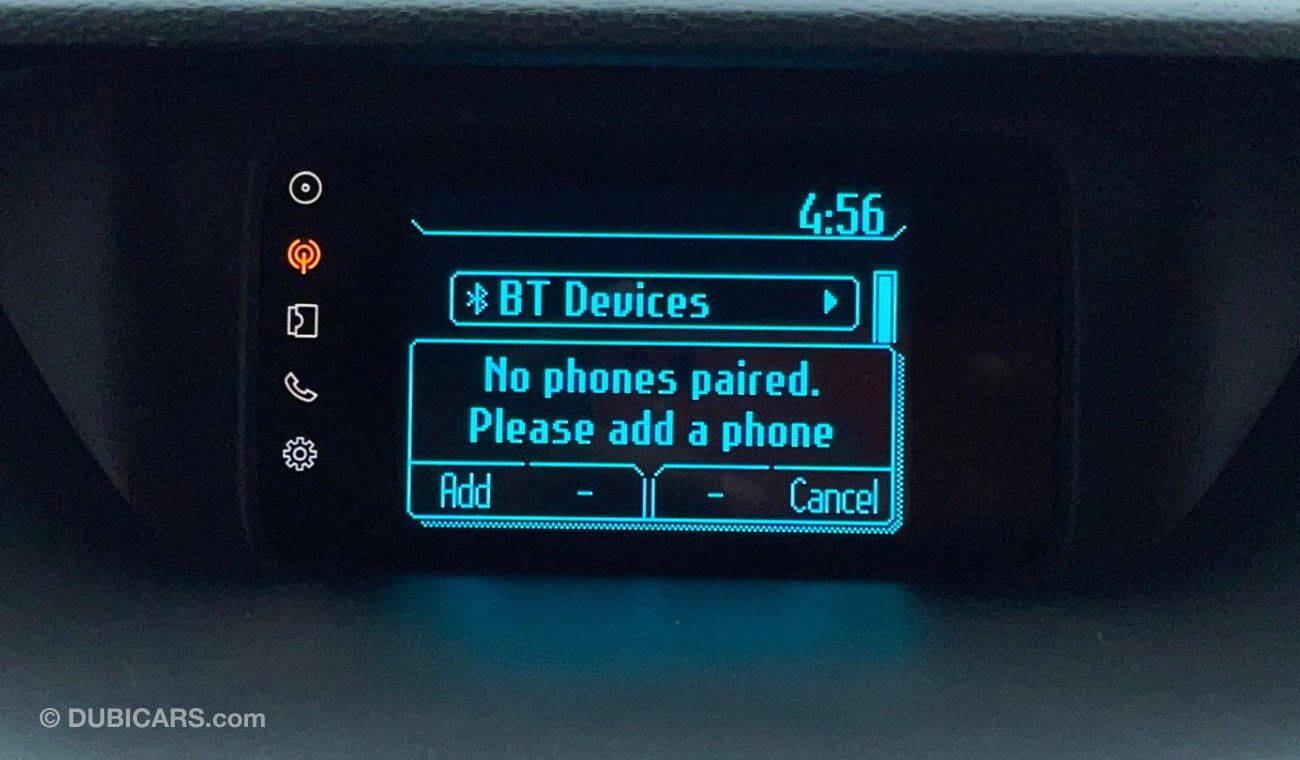 4:56
BT Devices
No phones paired.
Please add a phone
Add - - Cancel
© DUBICARS.com